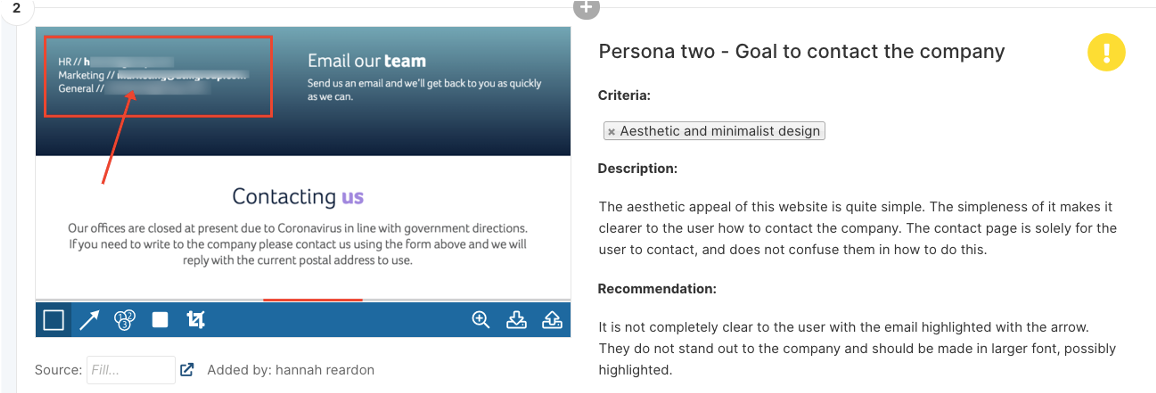 2
HR // h
Marketing //
General //
Email our team
Send us an email and we'll get back to you as quickly
as we can.
Contacting us
Our offices are closed at present due to Coronavirus in line with government directions.
If you need to write to the company please contact us using the form above and we will
reply with the current postal address to use.
Source: Fill... Added by: hannah reardon
Persona two - Goal to contact the company
Criteria:
× Aesthetic and minimalist design
Description:
The aesthetic appeal of this website is quite simple. The simpleness of it makes it
clearer to the user how to contact the company. The contact page is solely for the
user to contact, and does not confuse them in how to do this.
Recommendation:
It is not completely clear to the user with the email highlighted with the arrow.
They do not stand out to the company and should be made in larger font, possibly
highlighted.